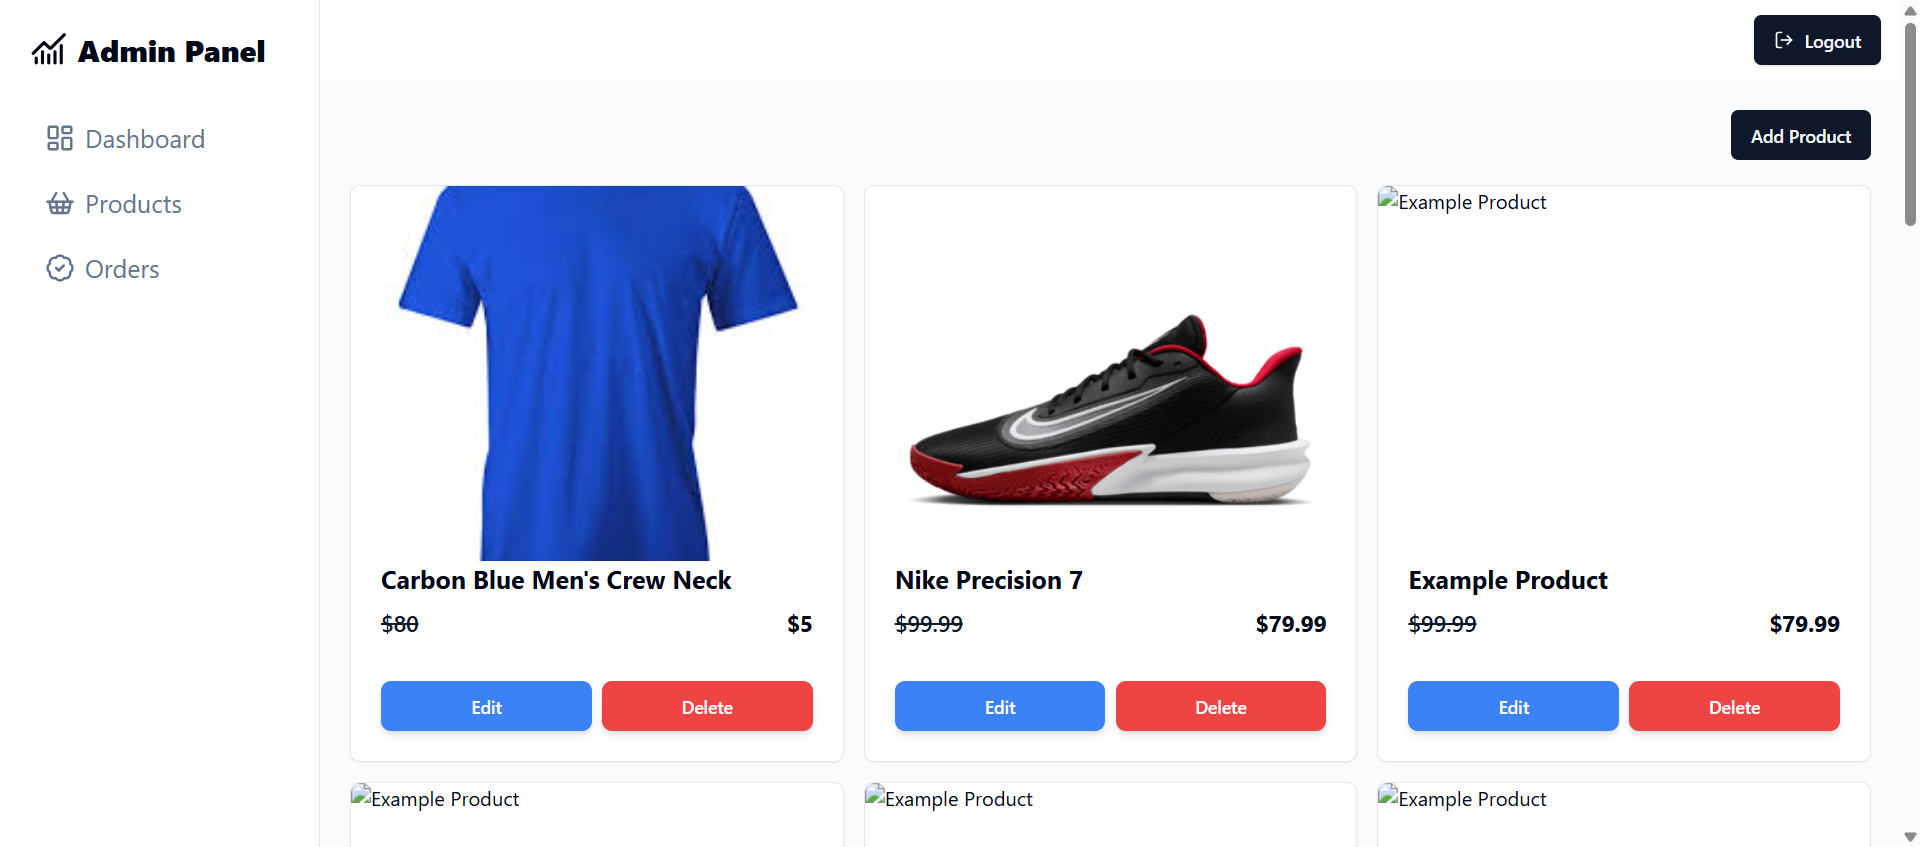 Admin Panel
Logout
Dashboard
Products
Orders
Add Product
Example Product
Carbon Blue Men's Crew Neck
$80 $5
Edit Delete
Nike Precision 7
$99.99 $79.99
Edit Delete
Example Product
$99.99 $79.99
Edit Delete
Example Product
Example Product
Example Product